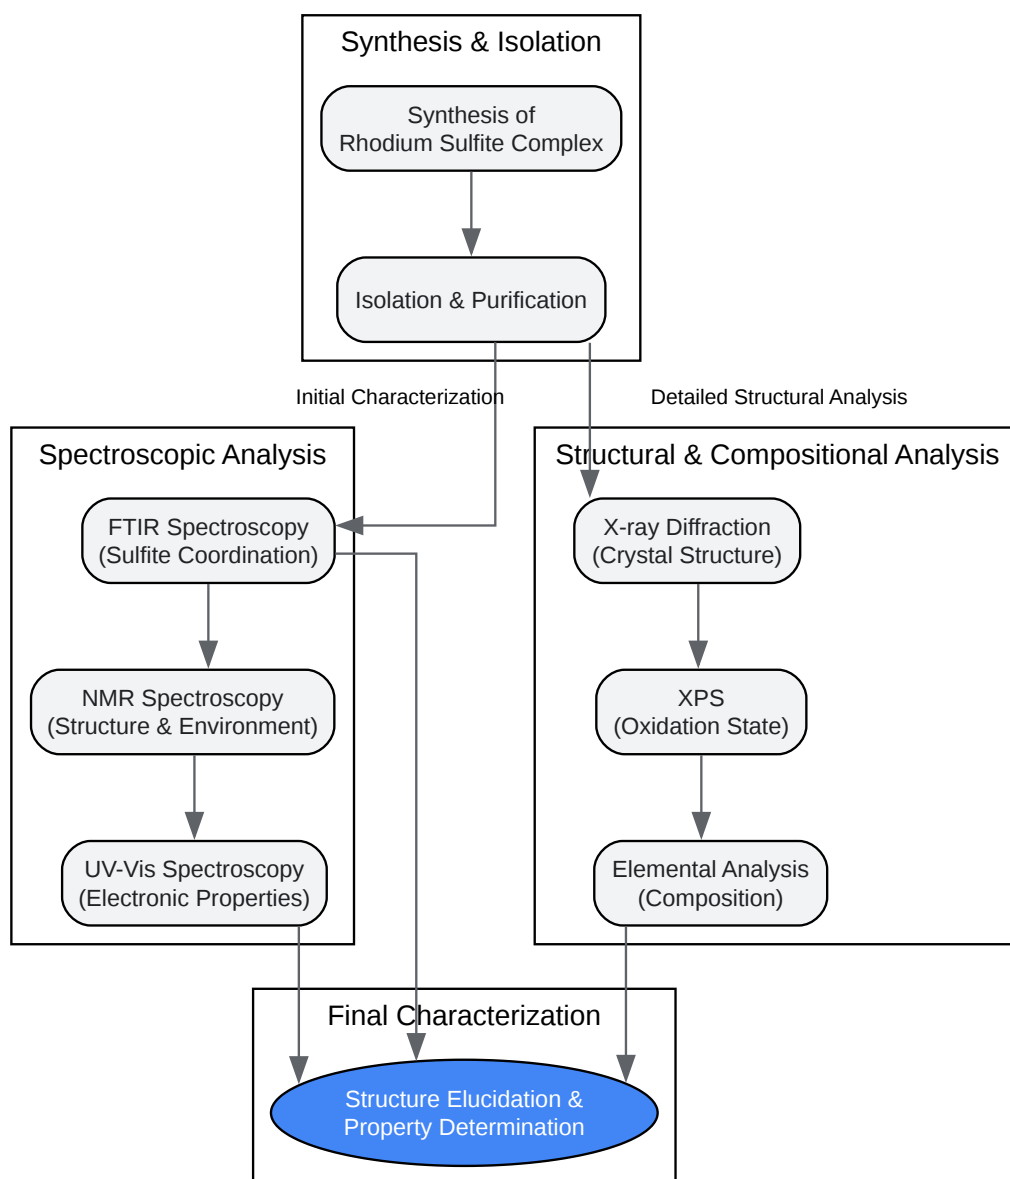 Synthesis & Isolation
Synthesis of
Rhodium Sulfite Complex
Isolation & Purification
Initial Characterization
Detailed Structural Analysis
Spectroscopic Analysis
FTIR Spectroscopy
(Sulfite Coordination)
NMR Spectroscopy
(Structure & Environment)
UV-Vis Spectroscopy
(Electronic Properties)
Structural & Compositional Analysis
X-ray Diffraction
(Crystal Structure)
XPS
(Oxidation State)
Elemental Analysis
(Composition)
Final Characterization
Structure Elucidation &
Property Determination